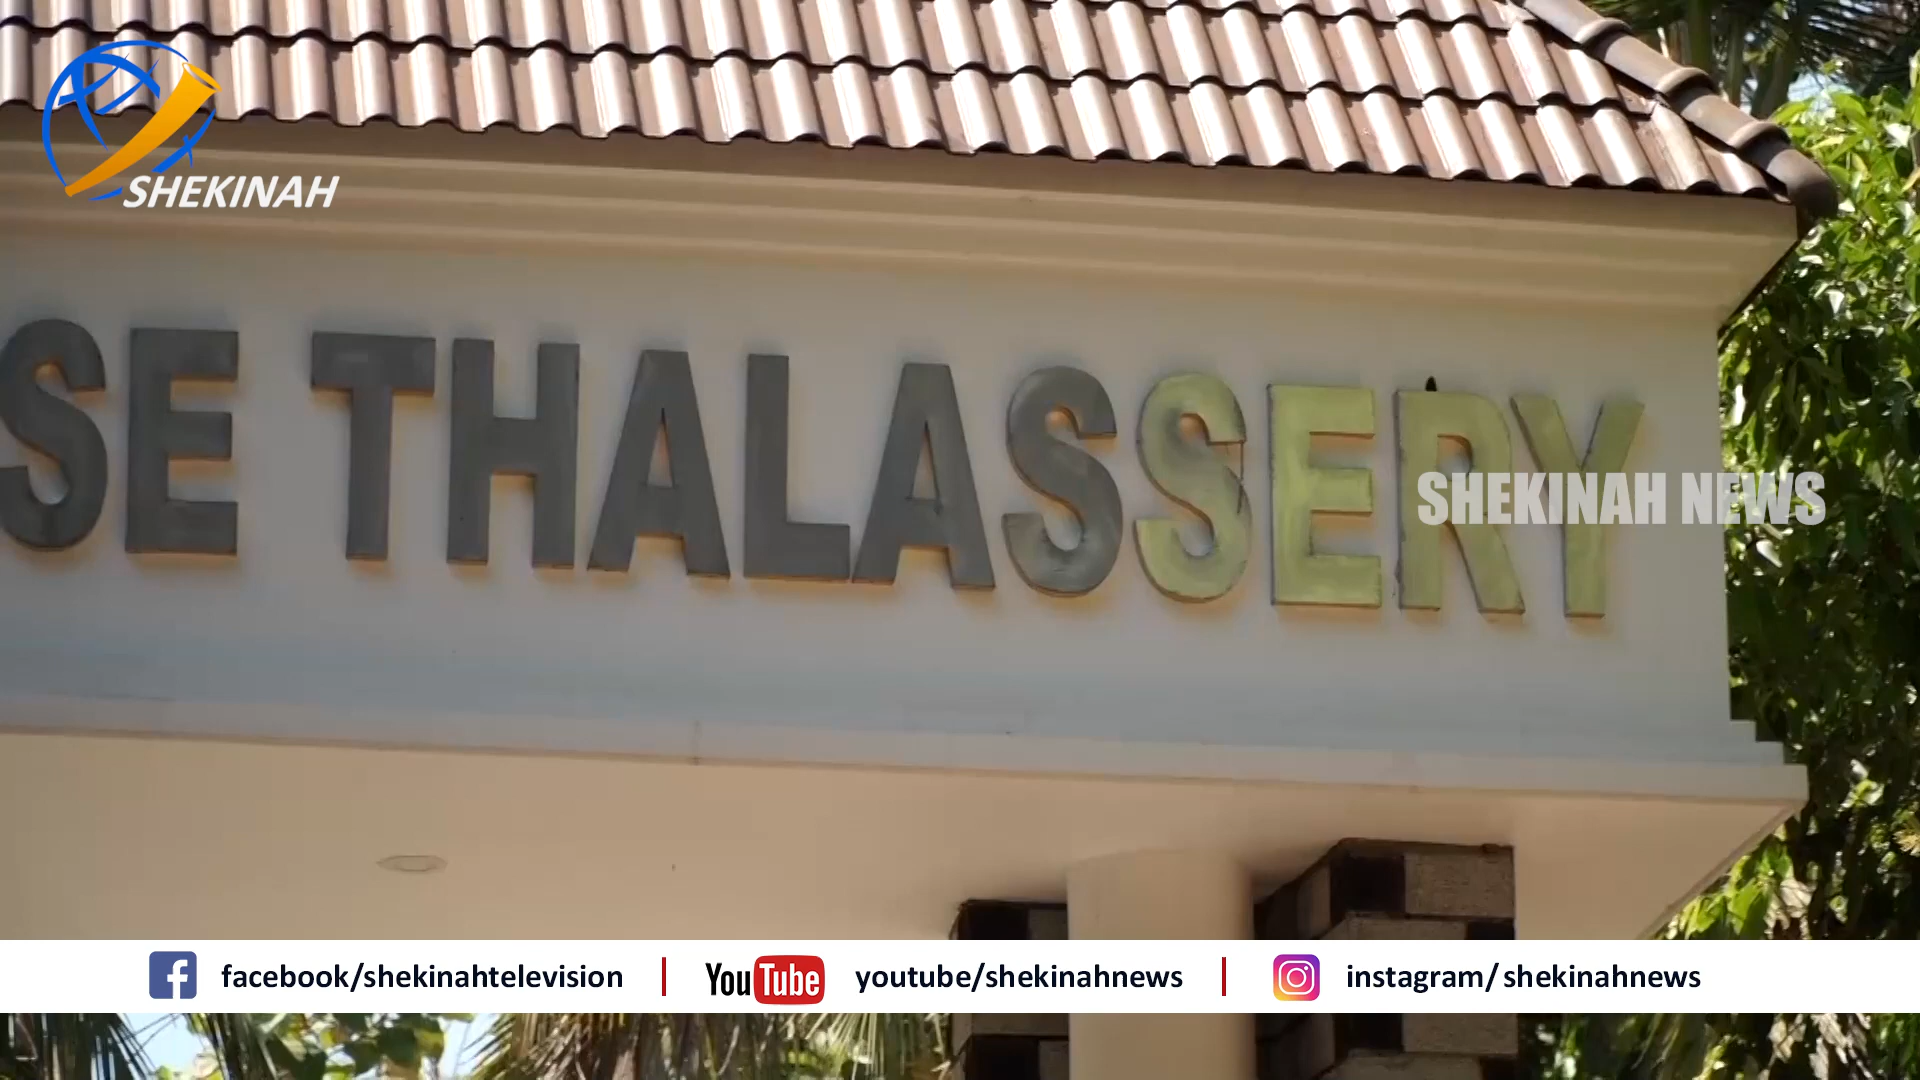 SHEKINAH
SE THALASSERY
SHEKINAH NEWS
facebook/shekinahtelevision
YouTube youtube/shekinahnews
instagram/shekinahnews